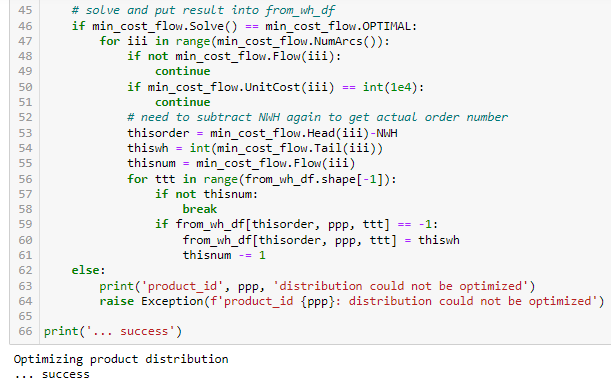 45     # solve and put result into from_wh_df
46     if min_cost_flow.Solve() == min_cost_flow.OPTIMAL:
47         for iii in range(min_cost_flow.NumArcs()):
48             if not min_cost_flow.Flow(iii):
49                 continue
50             if min_cost_flow.UnitCost(iii) == int(1e4):
51                 continue
52             # need to subtract NWH again to get actual order number
53             thisorder = min_cost_flow.Head(iii)-NWH
54             thiswh = int(min_cost_flow.Tail(iii))
55             thisnum = min_cost_flow.Flow(iii)
56             for ttt in range(from_wh_df.shape[-1]):
57                 if not thisnum:
58                     break
59                 if from_wh_df[thisorder, ppp, ttt] == -1:
60                     from_wh_df[thisorder, ppp, ttt] = thiswh
61                     thisnum -= 1
62     else:
63         print('product_id', ppp, 'distribution could not be optimized')
64         raise Exception(f'product_id {ppp}: distribution could not be optimized')
65
66 print('... success')
Optimizing product distribution
... success